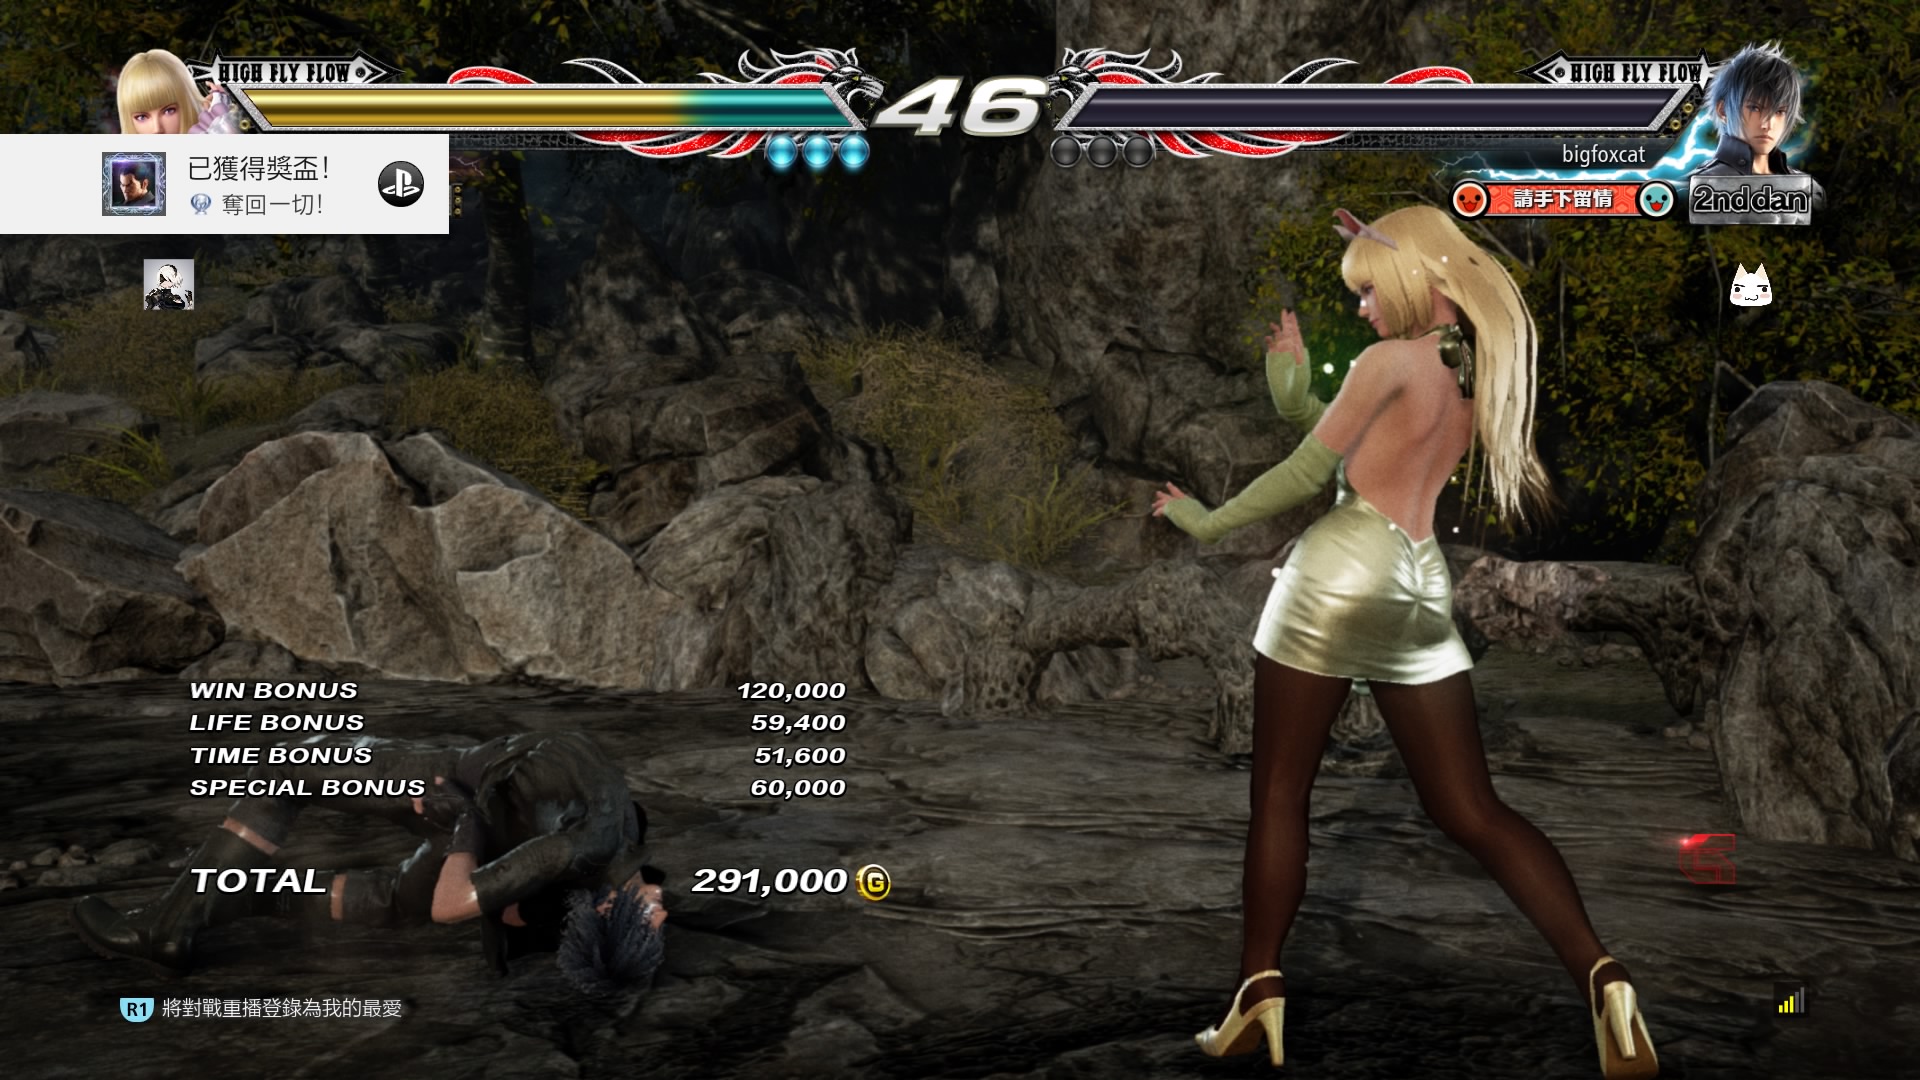 HIGH FLY FLOW
46
HIGH FLY FLOW
已獲得獎盃!
奪回一切!
bigfoxcat
請手下留情
2nd dan
WIN BONUS 120,000
LIFE BONUS 59,400
TIME BONUS 51,600
SPECIAL BONUS 60,000
TOTAL 291,000 G
R1 將對戰重播登錄為我的最愛